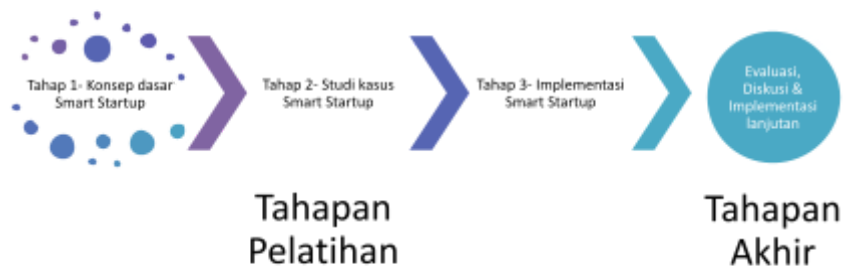 Tahap 1- Konsep dasar
Smart Startup
Tahap 2- Studi kasus
Smart Startup
Tahap 3- Implementasi
Smart Startup
Evaluasi,
Diskusi &
Implementasi
lanjutan
Tahapan
Pelatihan
Tahapan
Akhir